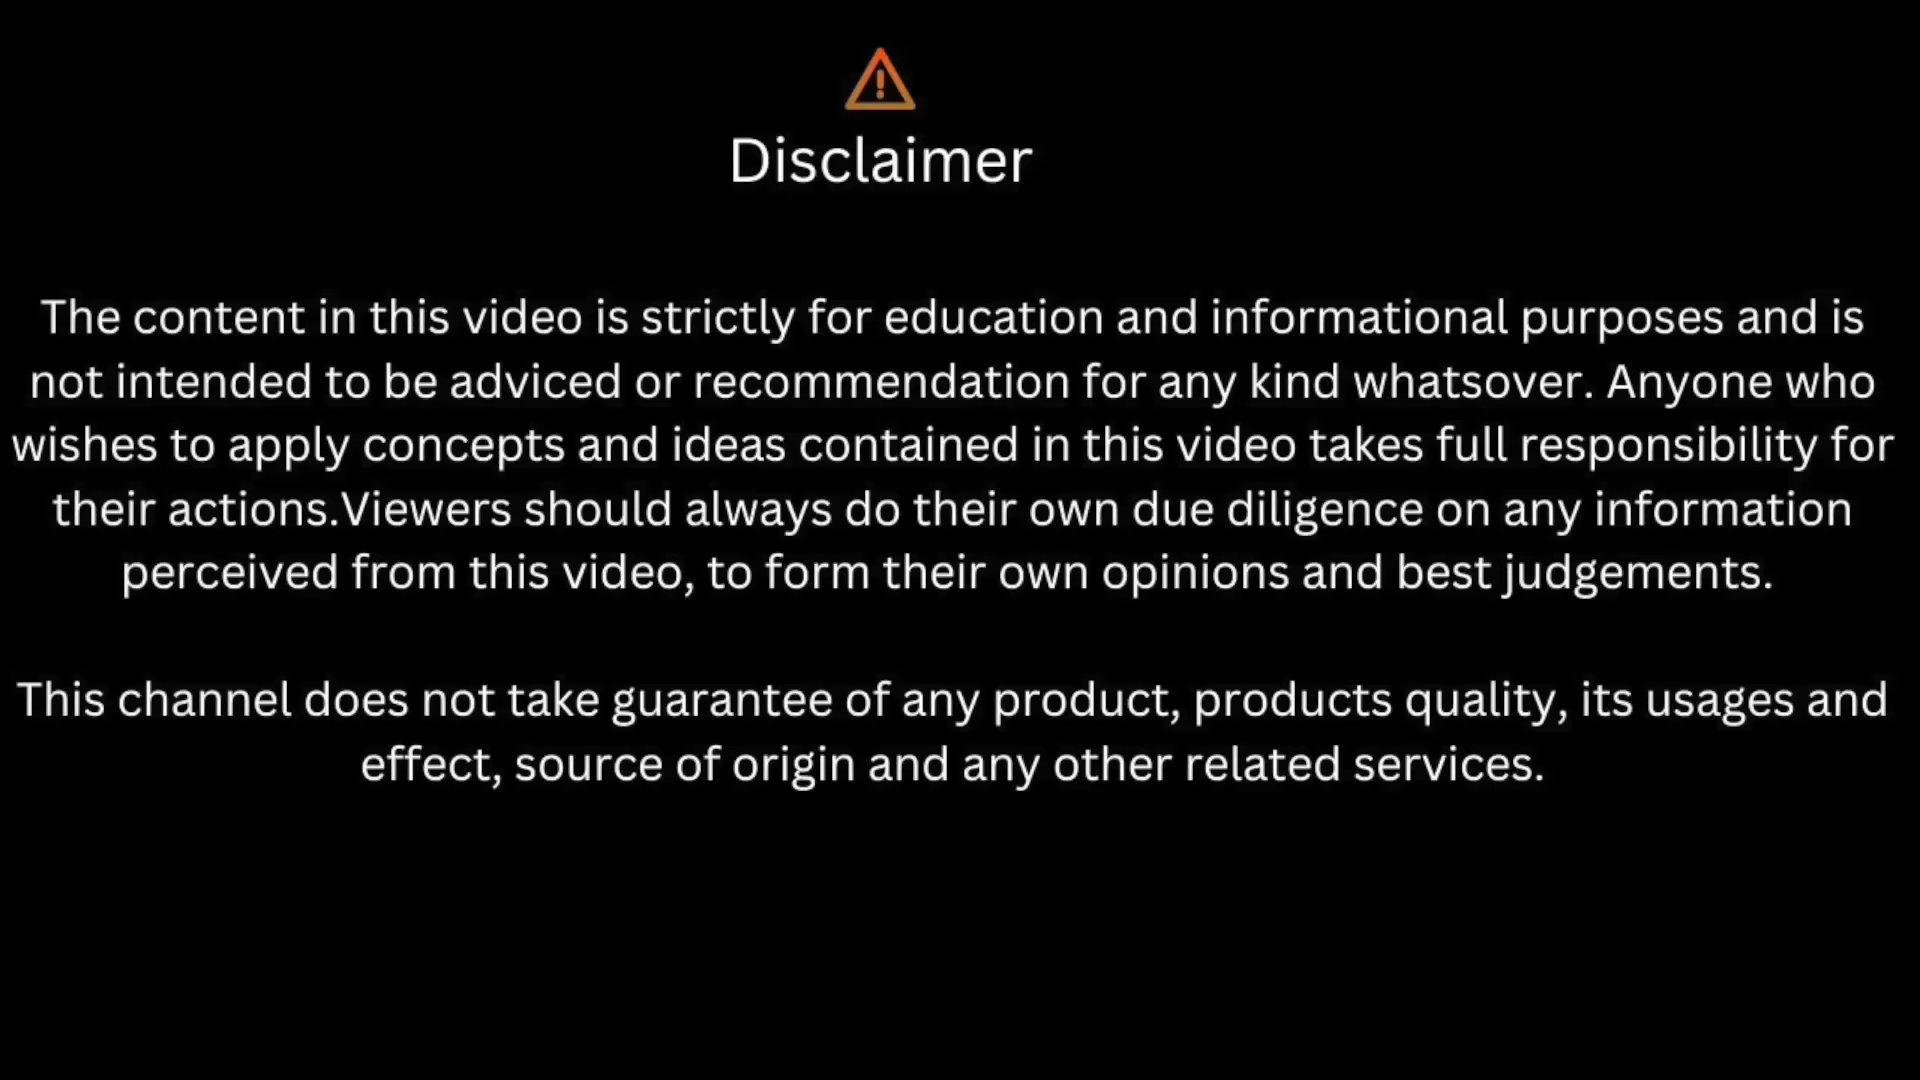 Disclaimer
The content in this video is strictly for education and informational purposes and is
not intended to be adviced or recommendation for any kind whatsover. Anyone who
wishes to apply concepts and ideas contained in this video takes full responsibility for
their actions.Viewers should always do their own due diligence on any information
perceived from this video, to form their own opinions and best judgements.
This channel does not take guarantee of any product, products quality, its usages and
effect, source of origin and any other related services.